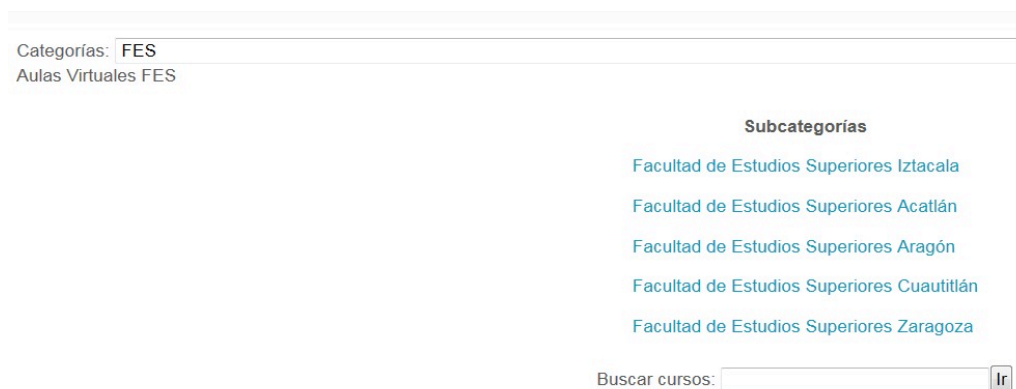 Categorías: FES
Aulas Virtuales FES
Subcategorías
Facultad de Estudios Superiores Iztacala
Facultad de Estudios Superiores Acatlán
Facultad de Estudios Superiores Aragón
Facultad de Estudios Superiores Cuautitlán
Facultad de Estudios Superiores Zaragoza
Buscar cursos: Ir